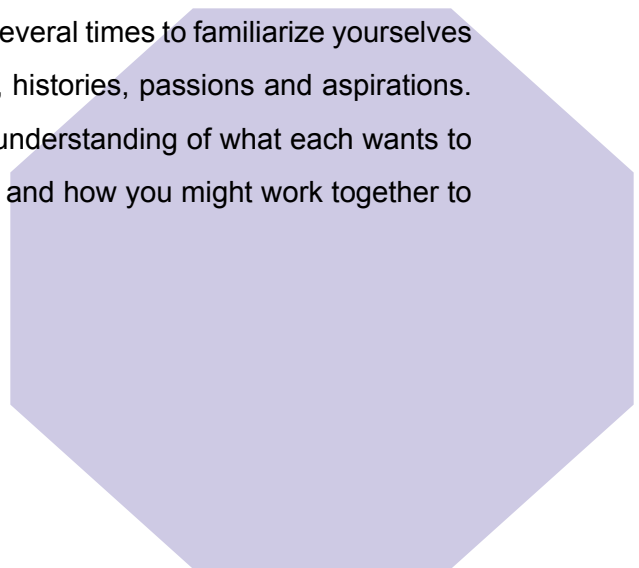 everal times to familiarize yourselves
, histories, passions and aspirations.
understanding of what each wants to
and how you might work together to